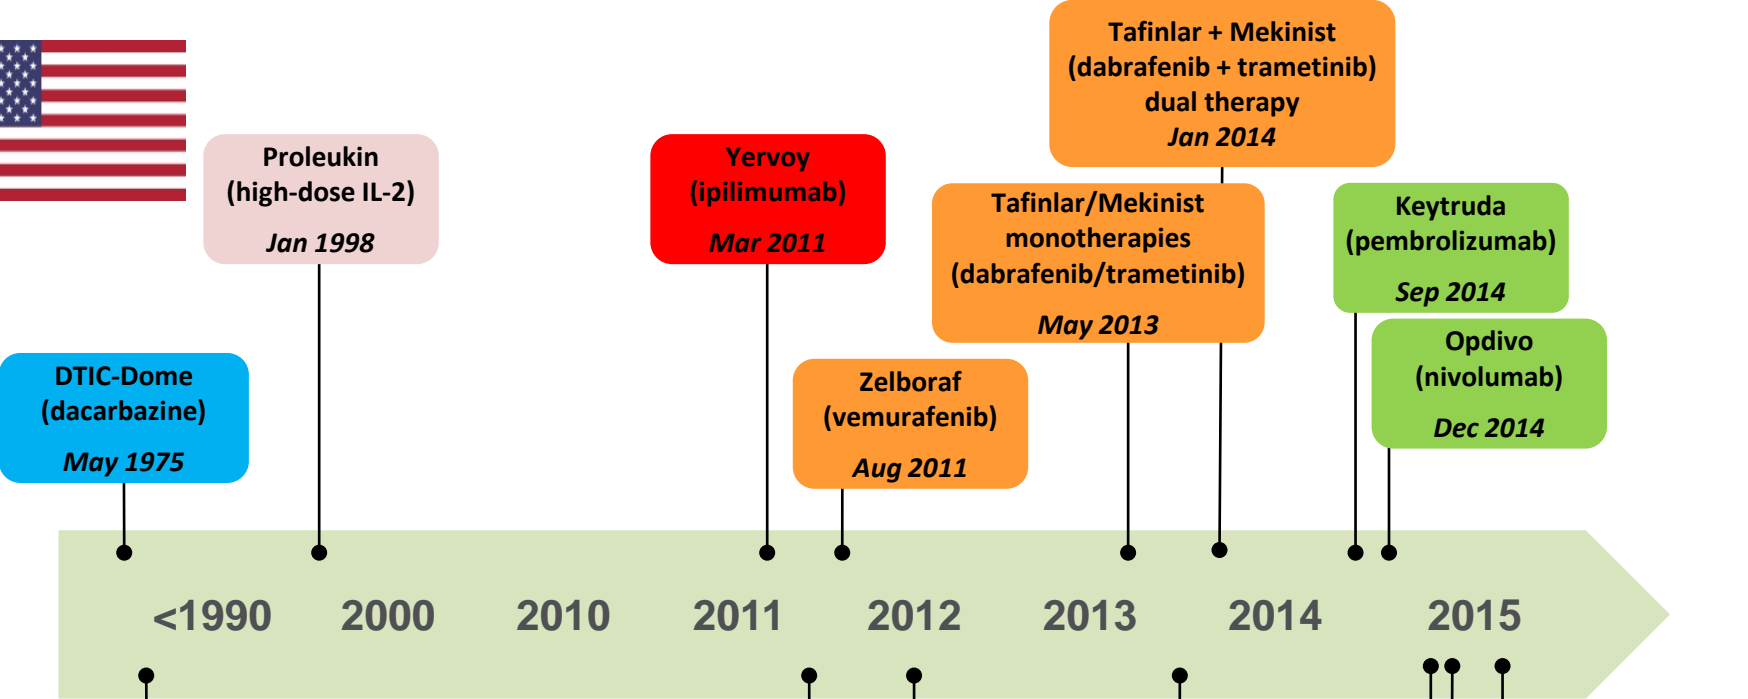 Tafinlar + Mekinist
(dabrafenib + trametinib)
dual therapy
Jan 2014
Proleukin
(high-dose IL-2)
Jan 1998
Yervoy
(ipilimumab)
Mar 2011
Tafinlar/Mekinist
monotherapies
(dabrafenib/trametinib)
May 2013
Keytruda
(pembrolizumab)
Sep 2014
Opdivo
(nivolumab)
Dec 2014
DTIC-Dome
(dacarbazine)
May 1975
Zelboraf
(vemurafenib)
Aug 2011
<1990 2000 2010 2011 2012 2013 2014 2015